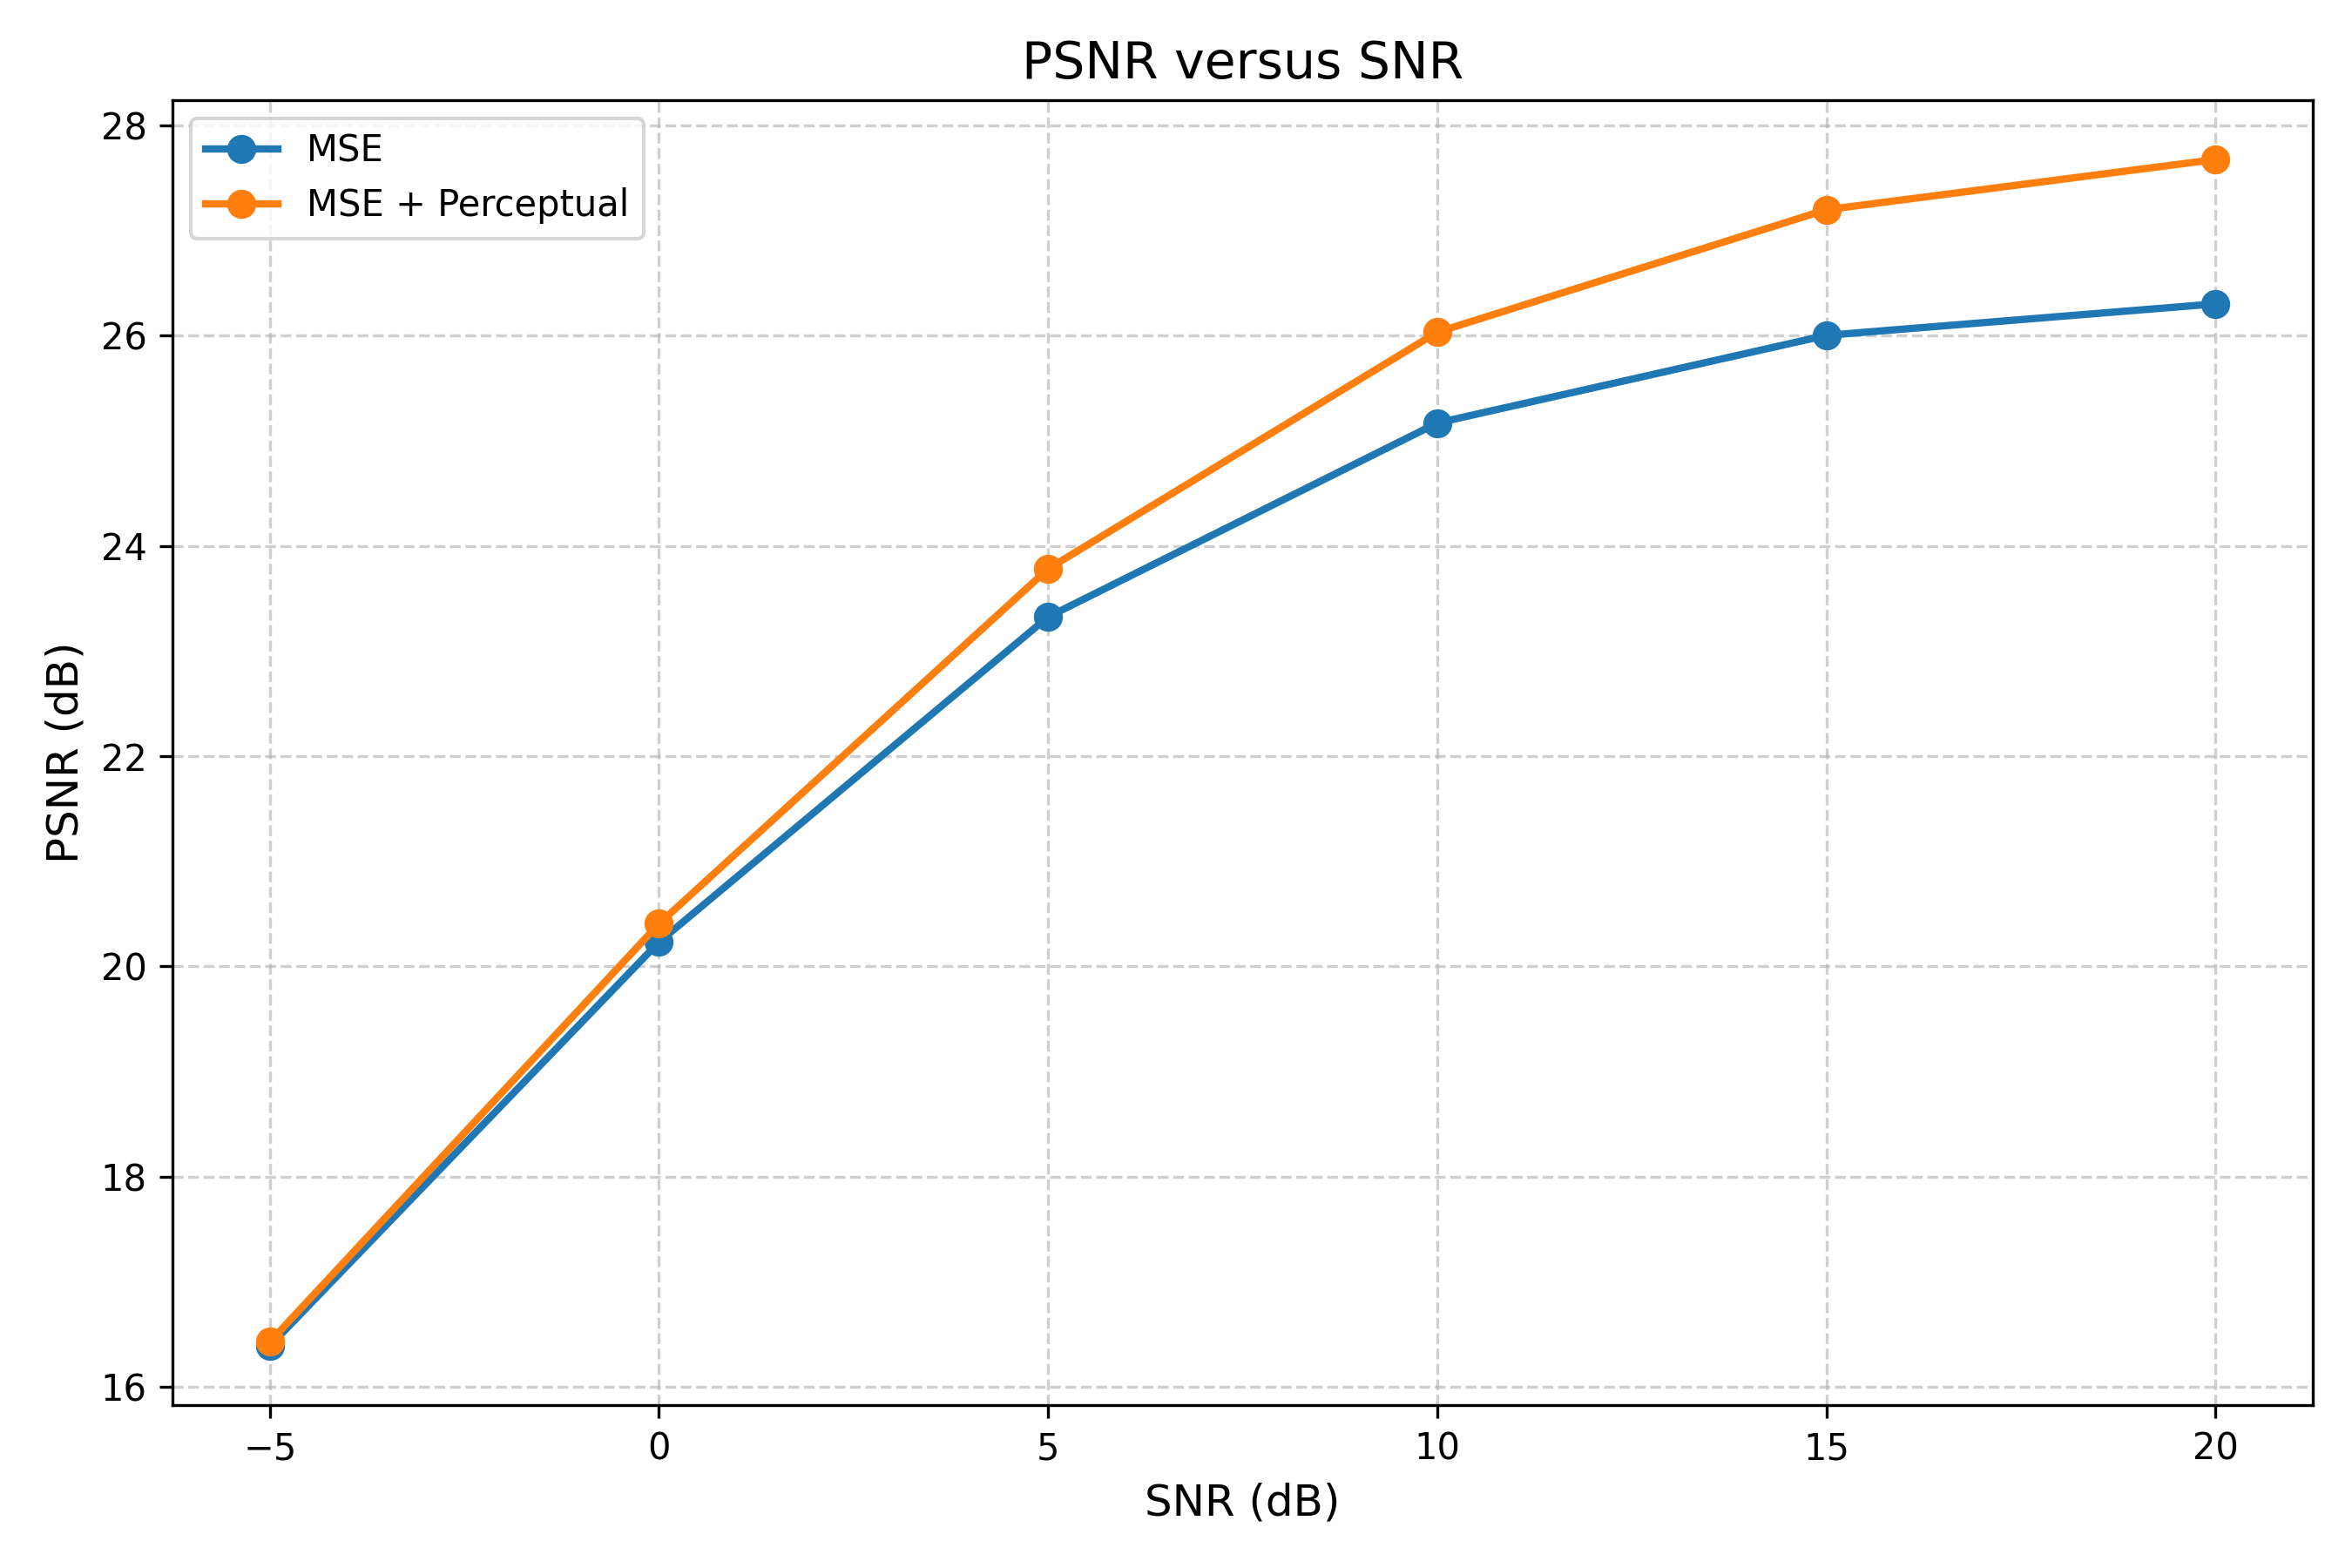 PSNR versus SNR
MSE
MSE + Perceptual
PSNR (dB)
28
26
24
22
20
18
16
−5 0 5 10 15 20
SNR (dB)